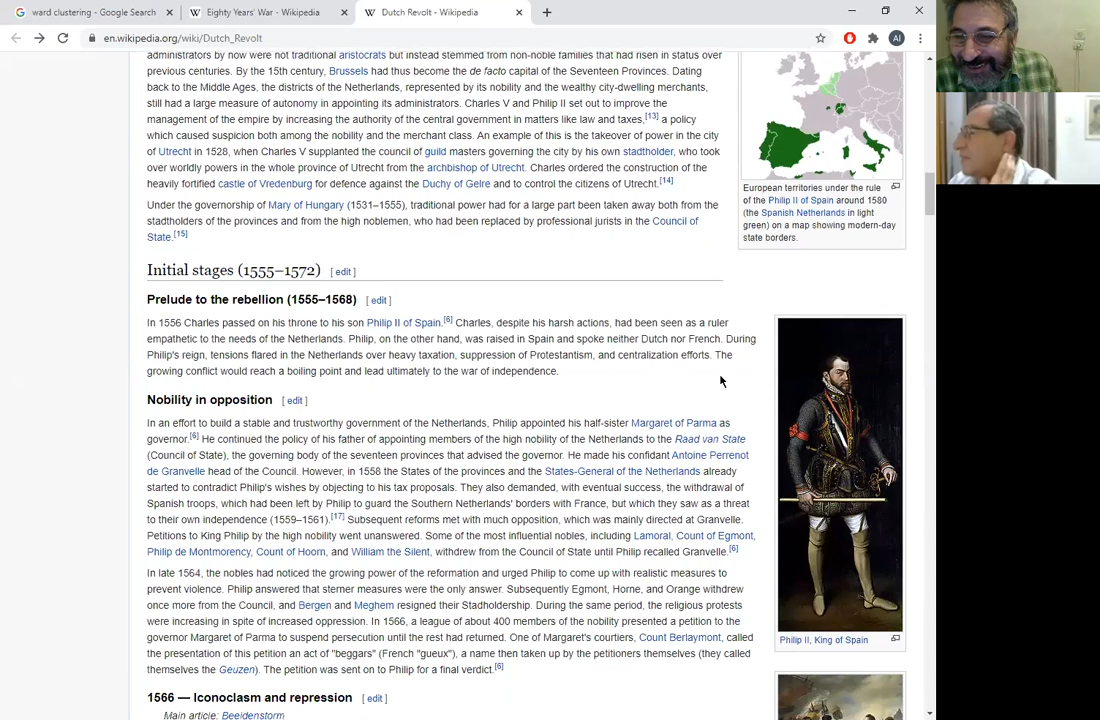 ward clustering - Google Search
Eighty Years' War - Wikipedia
Dutch Revolt - Wikipedia
en.wikipedia.org/wiki/Dutch_Revolt
AI
administrators by now were not traditional aristocrats but instead stemmed from non-noble families that had risen in status over
previous centuries. By the 15th century, Brussels had thus become the de facto capital of the Seventeen Provinces. Dating
back to the Middle Ages, the districts of the Netherlands, represented by its nobility and the wealthy city-dwelling merchants,
still had a large measure of autonomy in appointing its administrators. Charles V and Philip II set out to improve the
management of the empire by increasing the authority of the central government in matters like law and taxes,[13] a policy
which caused suspicion both among the nobility and the merchant class. An example of this is the takeover of power in the city
of Utrecht in 1528, when Charles V supplanted the council of guild masters governing the city by his own stadtholder, who took
over worldly powers in the whole province of Utrecht from the archbishop of Utrecht. Charles ordered the construction of the
heavily fortified castle of Vredenburg for defence against the Duchy of Gelre and to control the citizens of Utrecht.[14]
Under the governorship of Mary of Hungary (1531–1555), traditional power had for a large part been taken away both from the
stadtholders of the provinces and from the high noblemen, who had been replaced by professional jurists in the Council of
State.[15]
European territories under the rule
of the Philip II of Spain around 1580
(the Spanish Netherlands in light
green) on a map showing modern-day
state borders.
Initial stages (1555–1572) [ edit ]
Prelude to the rebellion (1555–1568) [ edit ]
In 1556 Charles passed on his throne to his son Philip II of Spain.[6] Charles, despite his harsh actions, had been seen as a ruler
empathetic to the needs of the Netherlands. Philip, on the other hand, was raised in Spain and spoke neither Dutch nor French. During
Philip's reign, tensions flared in the Netherlands over heavy taxation, suppression of Protestantism, and centralization efforts. The
growing conflict would reach a boiling point and lead ultimately to the war of independence.
Nobility in opposition [ edit ]
In an effort to build a stable and trustworthy government of the Netherlands, Philip appointed his half-sister Margaret of Parma as
governor.[6] He continued the policy of his father of appointing members of the high nobility of the Netherlands to the Raad van State
(Council of State), the governing body of the seventeen provinces that advised the governor. He made his confidant Antoine Perrenot
de Granvelle head of the Council. However, in 1558 the States of the provinces and the States-General of the Netherlands already
started to contradict Philip's wishes by objecting to his tax proposals. They also demanded, with eventual success, the withdrawal of
Spanish troops, which had been left by Philip to guard the Southern Netherlands' borders with France, but which they saw as a threat
to their own independence (1559–1561).[17] Subsequent reforms met with much opposition, which was mainly directed at Granvelle.
Petitions to King Philip by the high nobility went unanswered. Some of the most influential nobles, including Lamoral, Count of Egmont,
Philip de Montmorency, Count of Hoorn, and William the Silent, withdrew from the Council of State until Philip recalled Granvelle.[6]
In late 1564, the nobles had noticed the growing power of the reformation and urged Philip to come up with realistic measures to
prevent violence. Philip answered that sterner measures were the only answer. Subsequently Egmont, Horne, and Orange withdrew
once more from the Council, and Bergen and Meghem resigned their Stadholdership. During the same period, the religious protests
were increasing in spite of increased oppression. In 1566, a league of about 400 members of the nobility presented a petition to the
governor Margaret of Parma to suspend persecution until the rest had returned. One of Margaret's courtiers, Count Berlaymont, called
the presentation of this petition an act of "beggars" (French "gueux"), a name then taken up by the petitioners themselves (they called
themselves the Geuzen). The petition was sent on to Philip for a final verdict.[6]
Philip II, King of Spain
1566 — Iconoclasm and repression [ edit ]
Main article: Beeldenstorm